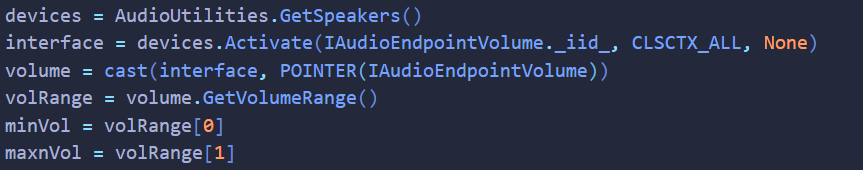 devices = AudioUtilities.GetSpeakers()
interface = devices.Activate(IAudioEndpointVolume._iid_, CLSCTX_ALL, None)
volume = cast(interface, POINTER(IAudioEndpointVolume))
volRange = volume.GetVolumeRange()
minVol = volRange[0]
maxnVol = volRange[1]